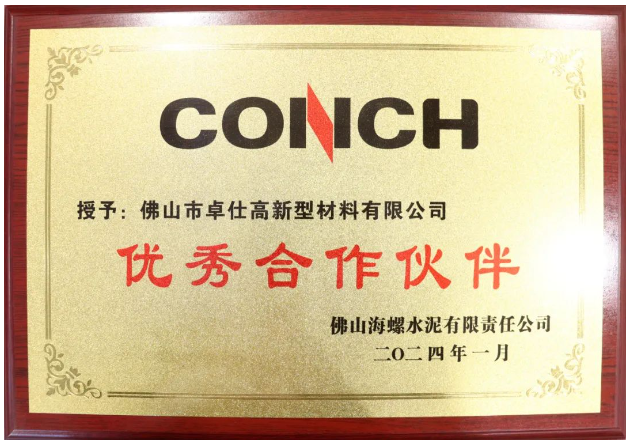 CONCH
授予：佛山市卓仕高新型材料有限公司
优秀合作伙伴
佛山海螺水泥有限责任公司
二〇二四年一月